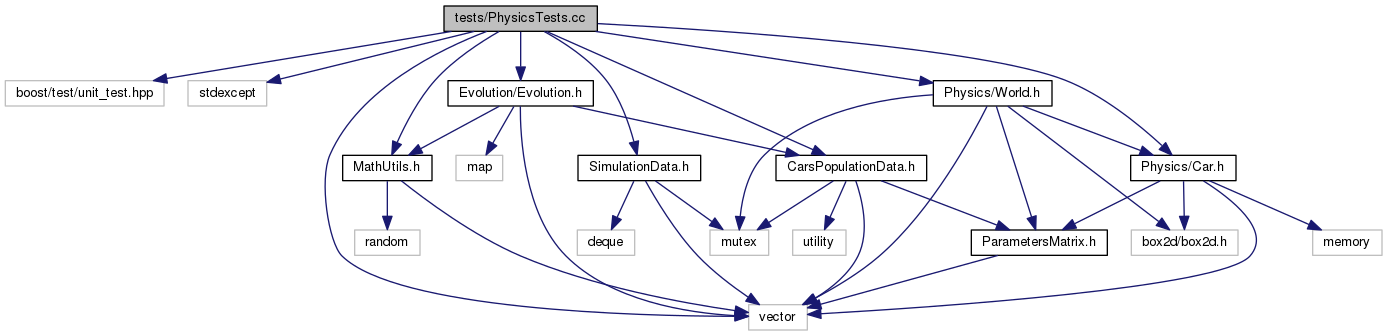 tests/PhysicsTests.cc
boost/test/unit_test.hpp
stdexcept
Evolution/Evolution.h
Physics/World.h
MathUtils.h
map
SimulationData.h
CarsPopulationData.h
Physics/Car.h
random
deque
mutex
utility
ParametersMatrix.h
box2d/box2d.h
memory
vector